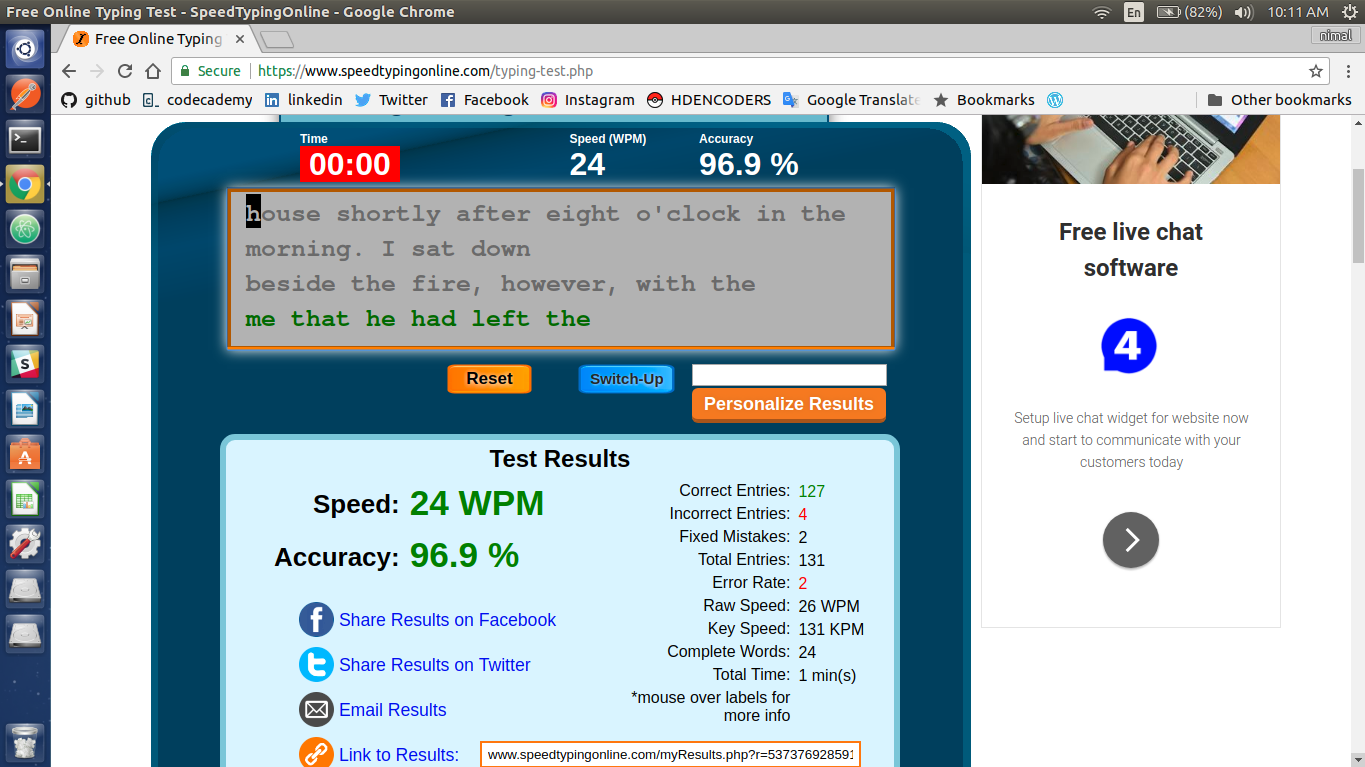 Free Online Typing Test - SpeedTypingOnline - Google Chrome
En (82%) 10:11 AM
Free Online Typing
nimal
Secure https://www.speedtypingonline.com/typing-test.php
github codecademy linkedin Twitter Facebook Instagram HDENCODERS Google Translate Bookmarks Other bookmarks
Time Speed (WPM) Accuracy
00:00 24 96.9 %
house shortly after eight o'clock in the
morning. I sat down
beside the fire, however, with the
me that he had left the
Reset Switch-Up
Personalize Results
Test Results
Speed: 24 WPM
Accuracy: 96.9 %
Share Results on Facebook
Share Results on Twitter
Email Results
Link to Results: www.speedtypingonline.com/myResults.php?r=537376928591
Correct Entries: 127
Incorrect Entries: 4
Fixed Mistakes: 2
Total Entries: 131
Error Rate: 2
Raw Speed: 26 WPM
Key Speed: 131 KPM
Complete Words: 24
Total Time: 1 min(s)
*mouse over labels for
more info
Free live chat
software
4
Setup live chat widget for website now
and start to communicate with your
customers today